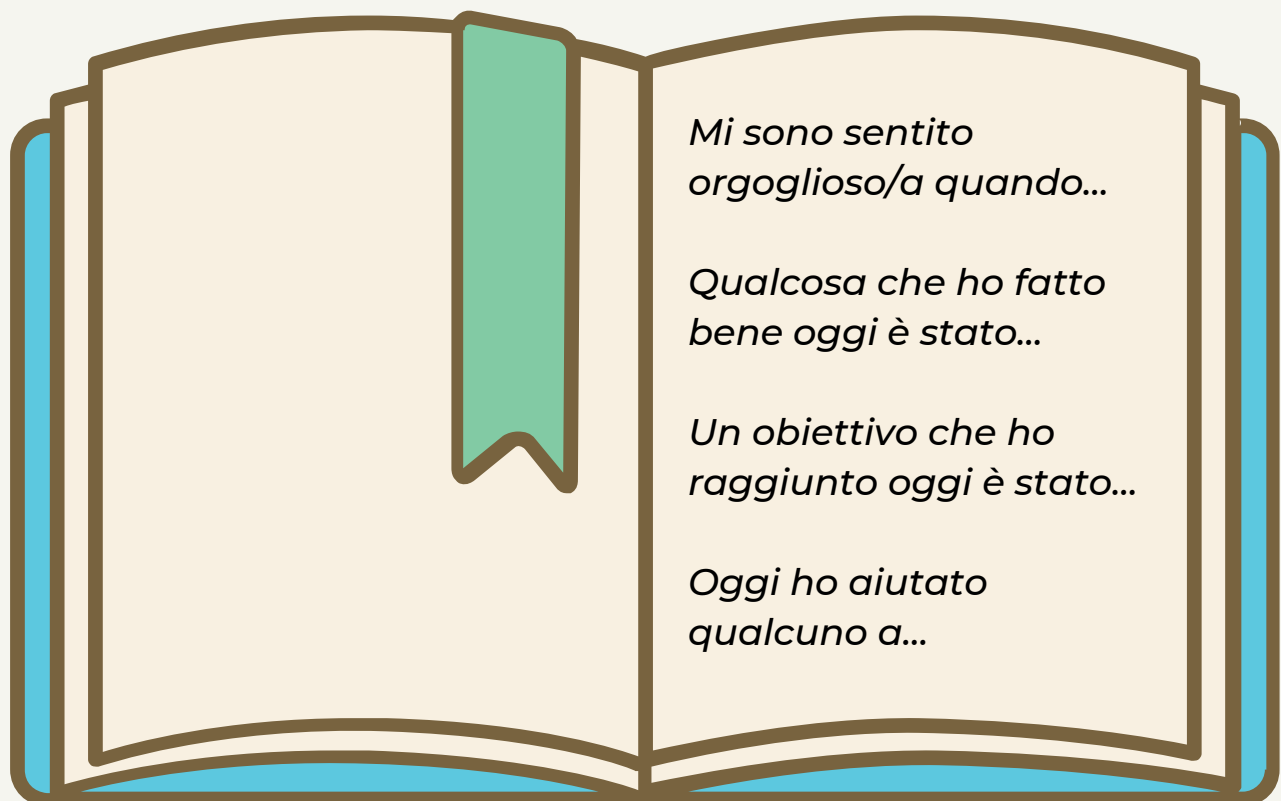 Mi sono sentito
orgoglioso/a quando...
Qualcosa che ho fatto
bene oggi è stato...
Un obiettivo che ho
raggiunto oggi è stato...
Oggi ho aiutato
qualcuno a...